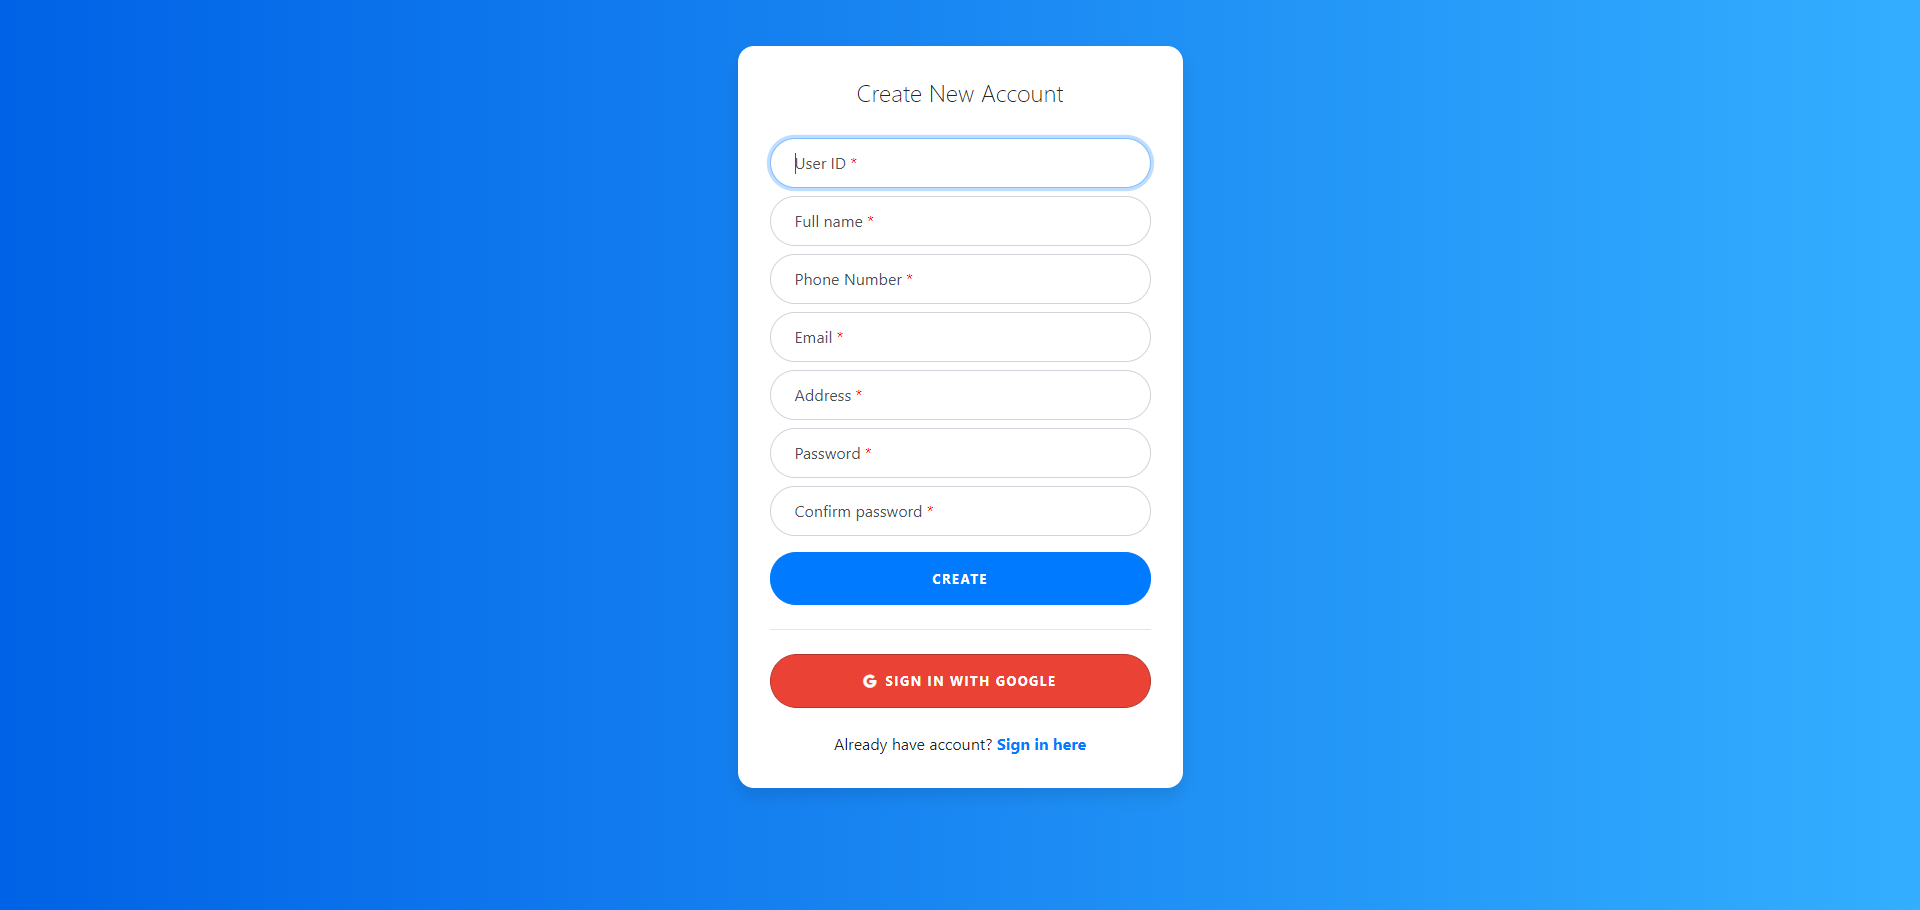 Create New Account
User ID *
Full name *
Phone Number *
Email *
Address *
Password *
Confirm password *
CREATE
SIGN IN WITH GOOGLE
Already have account? Sign in here